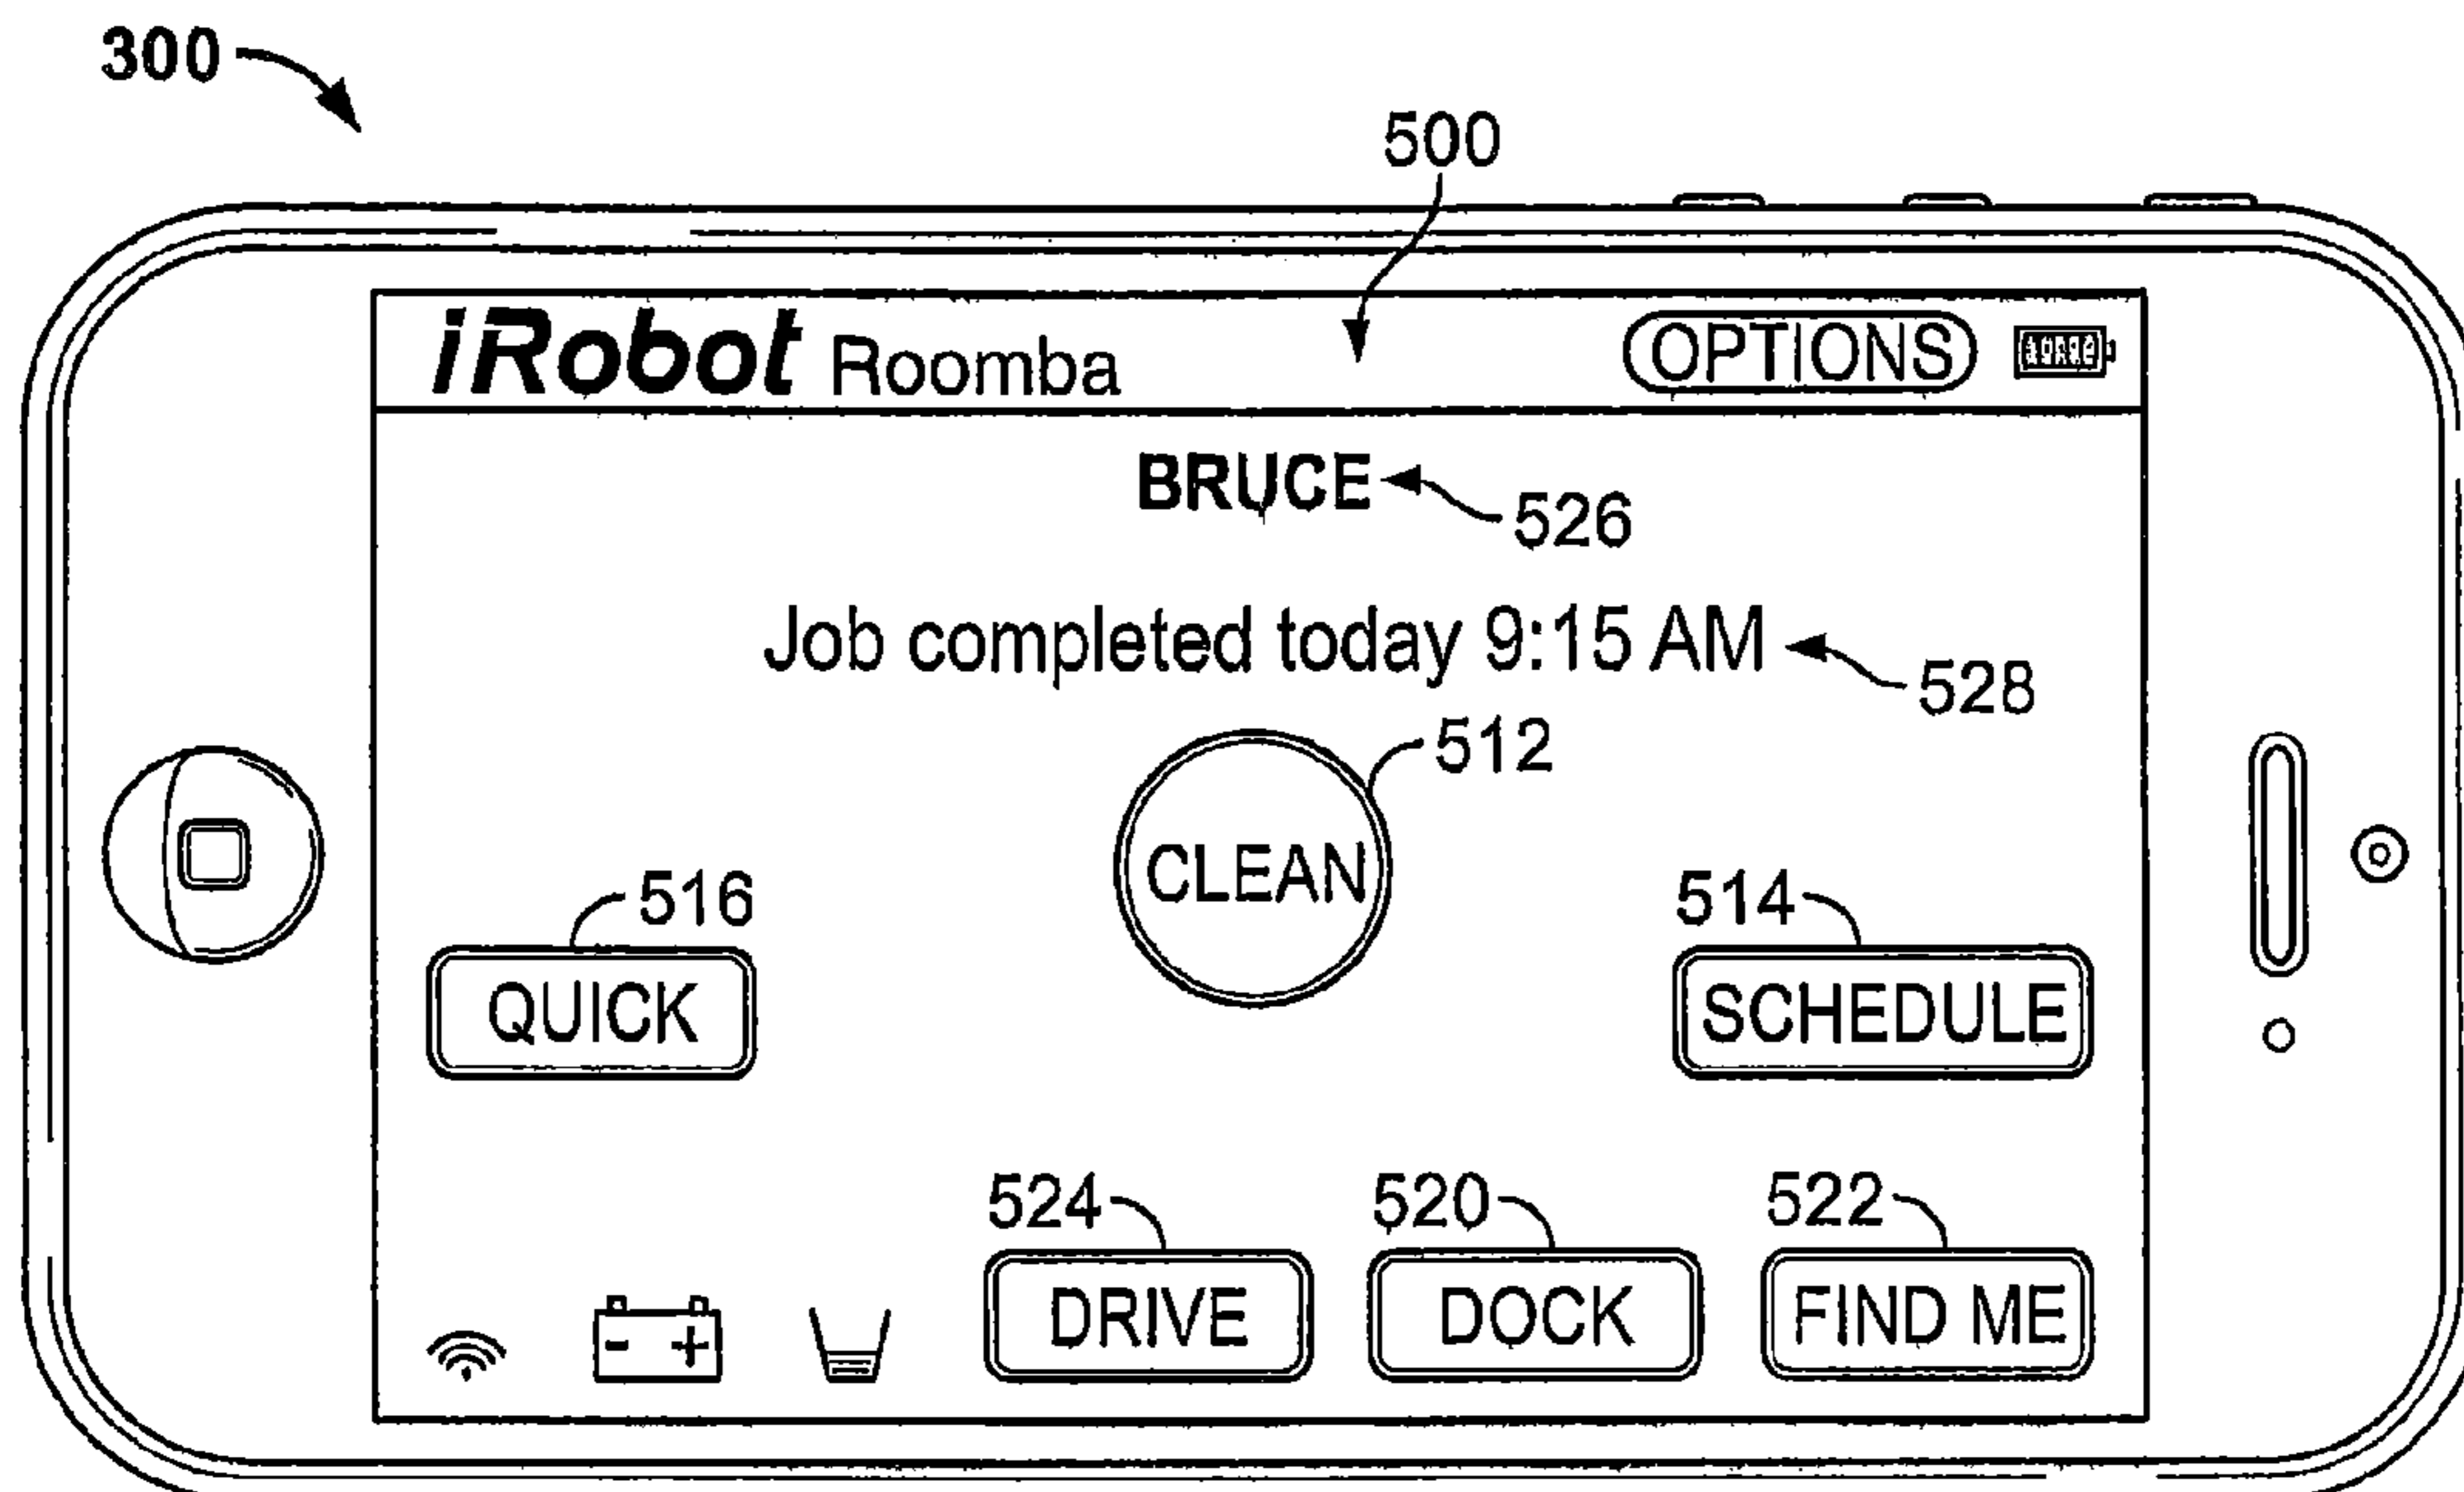 300
500
iRobot Roomba OPTIONS
BRUCE 526
Job completed today 9:15 AM 528
512
CLEAN
516 514
QUICK SCHEDULE
524 520 522
DRIVE DOCK FIND ME